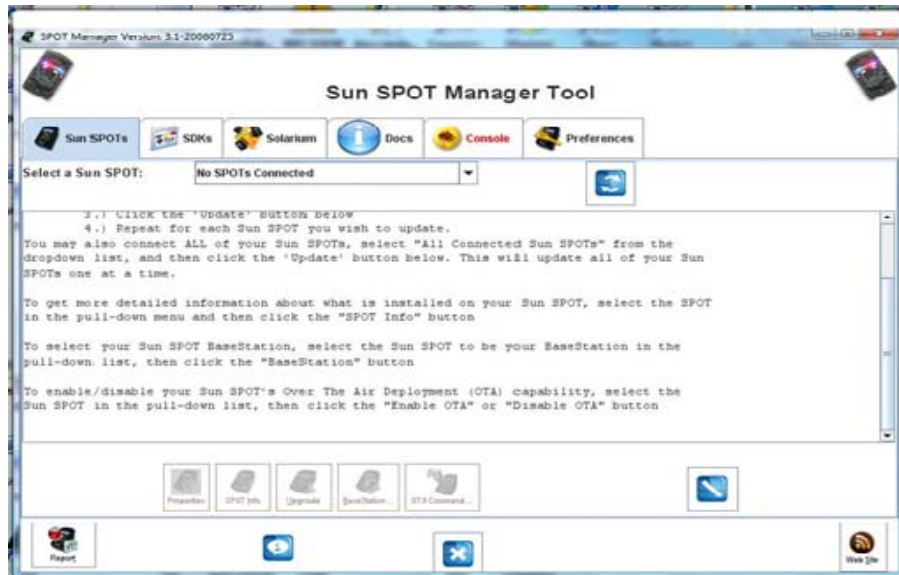 SPOT Manager Version: 3.1-20080723
Sun SPOT Manager Tool
Sun SPOTs SDKs Solarium Docs Console Preferences
Select a Sun SPOT: No SPOTs Connected
3.) Click the 'Update' button below
4.) Repeat for each Sun SPOT you wish to update.
You may also connect ALL of your Sun SPOTs, select "All Connected Sun SPOTs" from the
dropdown list, and then click the 'Update' button below. This will update all of your Sun
SPOTs one at a time.
To get more detailed information about what is installed on your Sun SPOT, select the SPOT
in the pull-down menu and then click the "SPOT Info" button
To select your Sun SPOT BaseStation, select the Sun SPOT to be your BaseStation in the
pull-down list, then click the "BaseStation" button
To enable/disable your Sun SPOT's Over The Air Deployment (OTA) capability, select the
Sun SPOT in the pull-down list, then click the "Enable OTA" or "Disable OTA" button
Properties SPOT Info Upgrade BaseStation... OTA Command...
Report Web Site